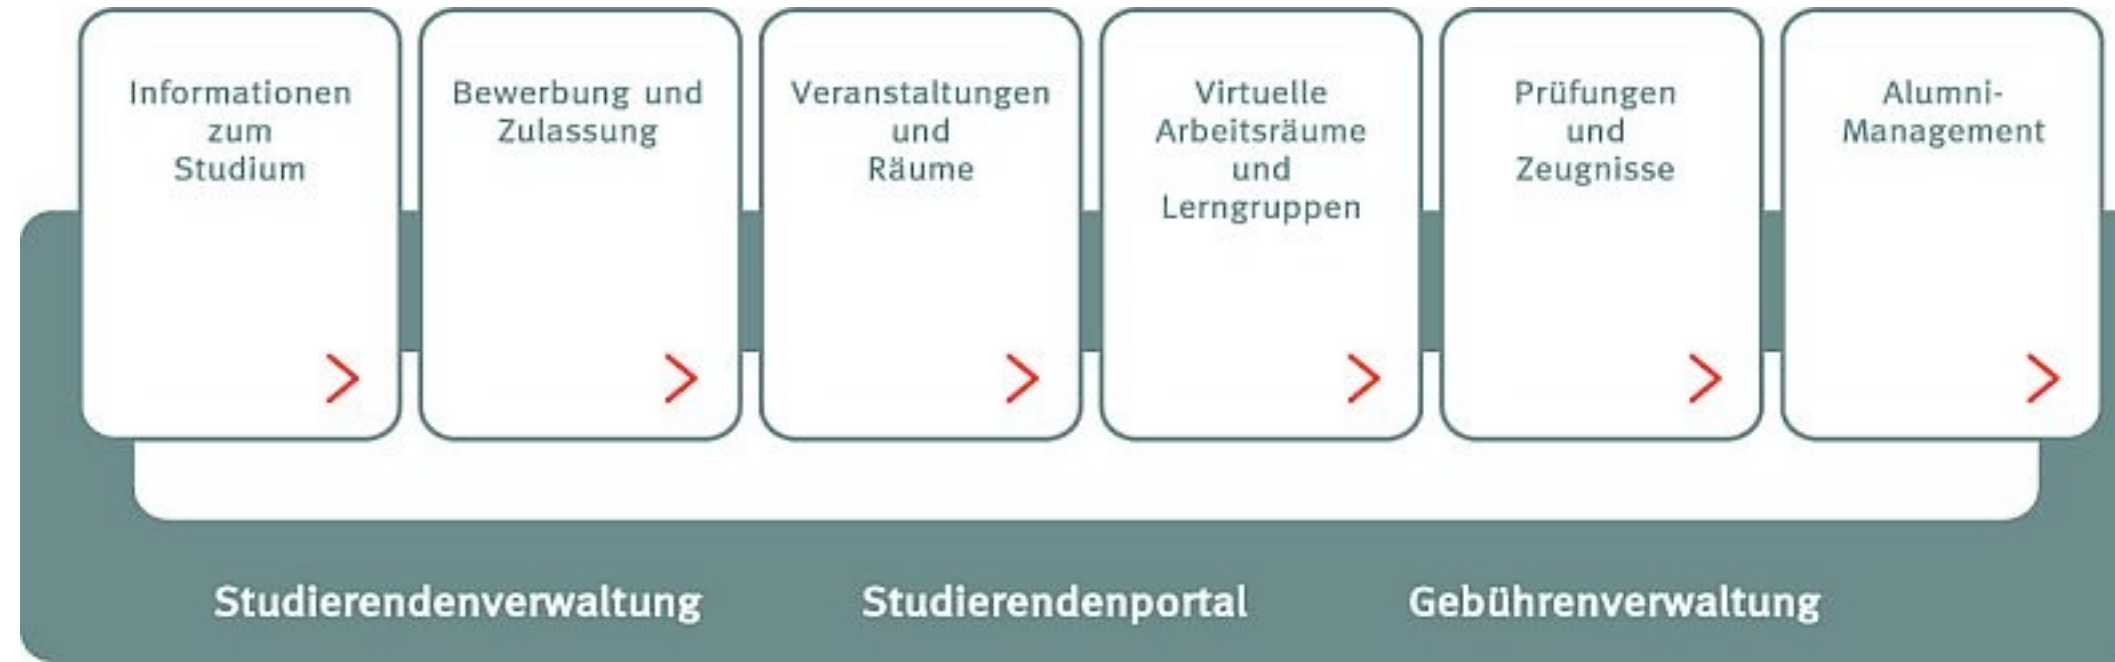 Informationen
zum
Studium
Bewerbung und
Zulassung
Veranstaltungen
und
Räume
Virtuelle
Arbeitsräume
und
Lerngruppen
Prüfungen
und
Zeugnisse
Alumni-
Management
Studierendenverwaltung
Studierendenportal
Gebührenverwaltung